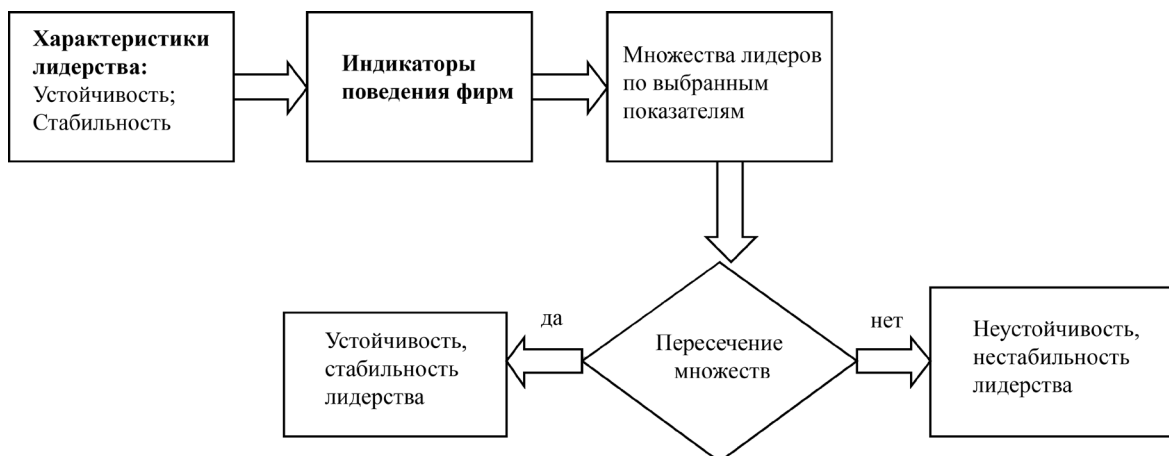 Характеристики
лидерства:
Устойчивость;
Стабильность
Индикаторы
поведения фирм
Множества лидеров
по выбранным
показателям
да
Пересечение
множеств
нет
Устойчивость,
стабильность
лидерства
Неустойчивость,
нестабильность
лидерства